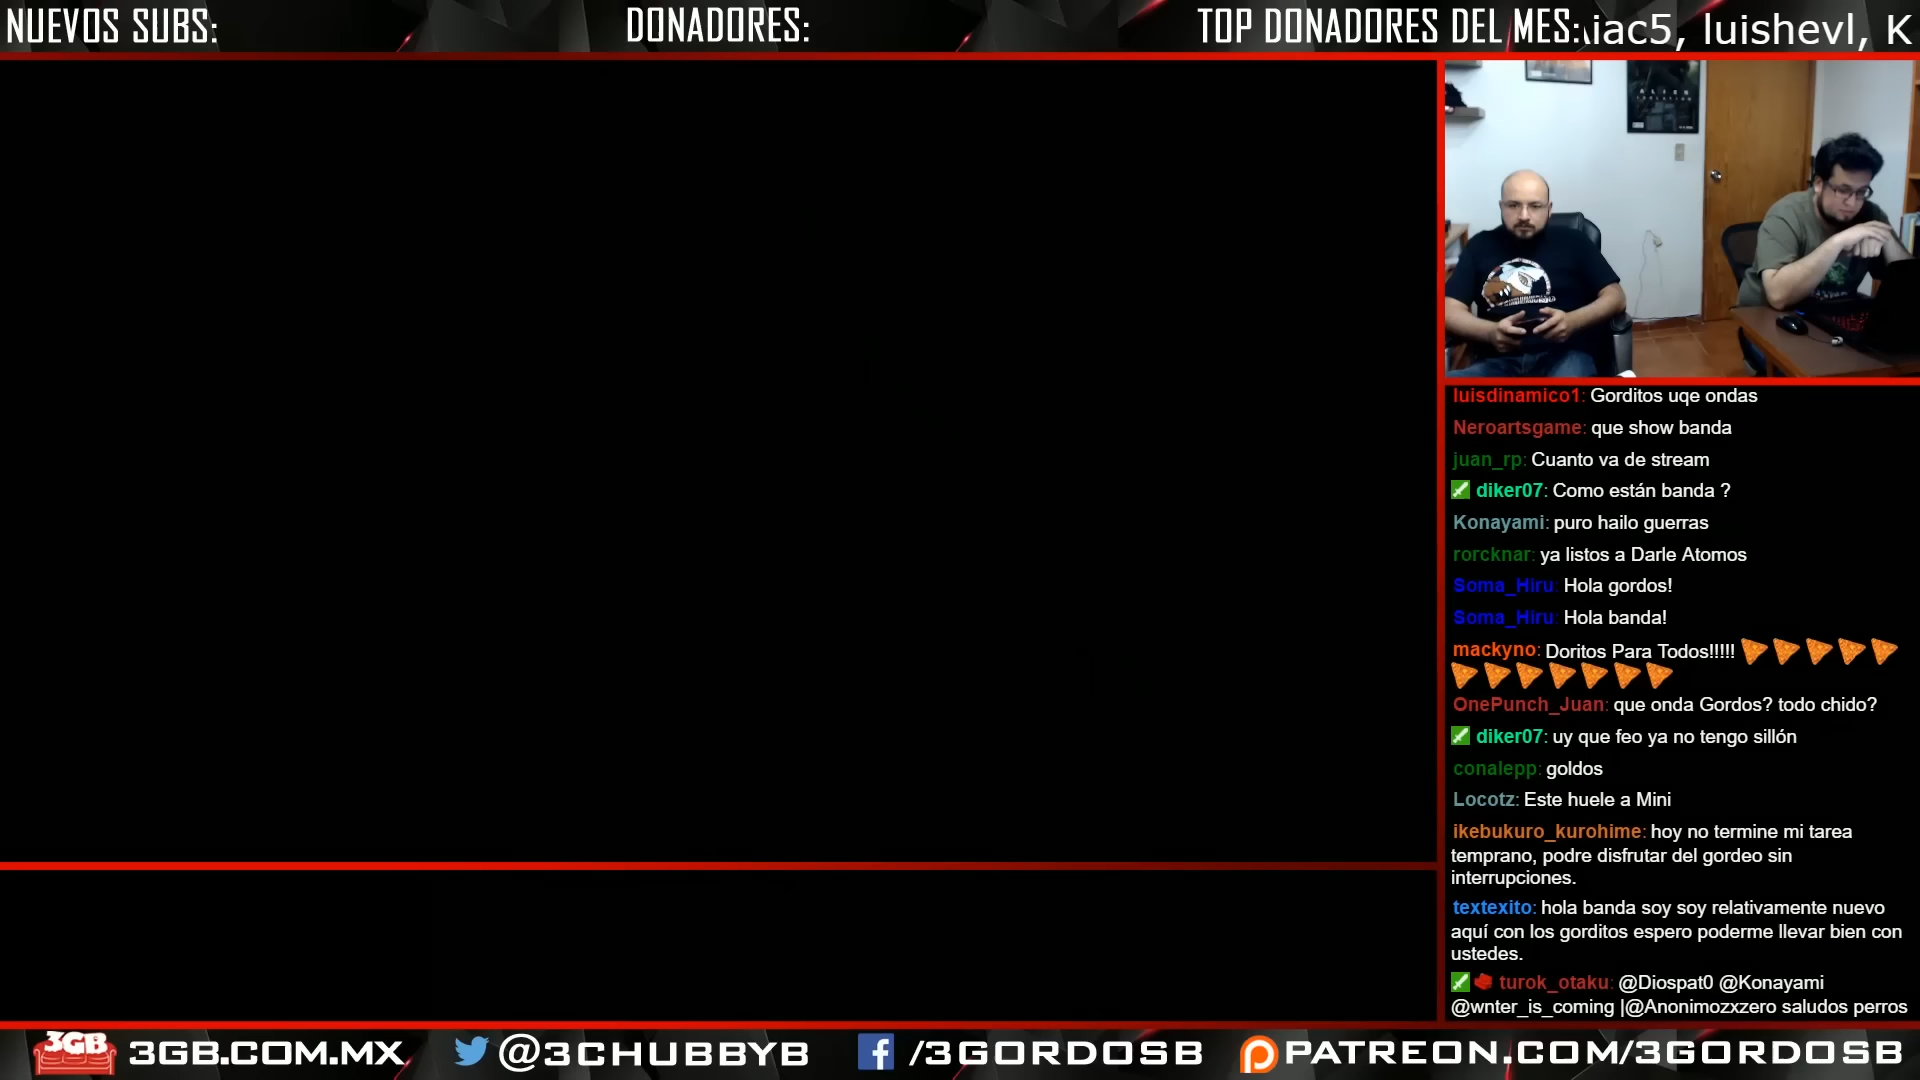 NUEVOS SUBS:
DONADORES:
TOP DONADORES DEL MES:
iac5, luishevl, K
ALIEN
luisdinamico1: Gorditos uqe ondas
Neroartsgame: que show banda
juan_rp: Cuanto va de stream
diker07: Como están banda ?
Konayami: puro hailo guerras
rorcknar: ya listos a Darle Atomos
Soma_Hiru: Hola gordos!
Soma_Hiru: Hola banda!
mackyno: Doritos Para Todos!!!!!
OnePunch_Juan: que onda Gordos? todo chido?
diker07: uy que feo ya no tengo sillón
conalepp: goldos
Locotz: Este huele a Mini
ikebukuro_kurohime: hoy no termine mi tarea
temprano, podre disfrutar del gordeo sin
interrupciones.
textexito: hola banda soy soy relativamente nuevo
aquí con los gorditos espero poderme llevar bien con
ustedes.
turok_otaku: @Diospat0 @Konayami
@wnter_is_coming |@Anonimozxzero saludos perros
3GB
3GB.COM.MX
@3CHUBBYB
/3GORDOSB
PATREON.COM/3GORDOSB